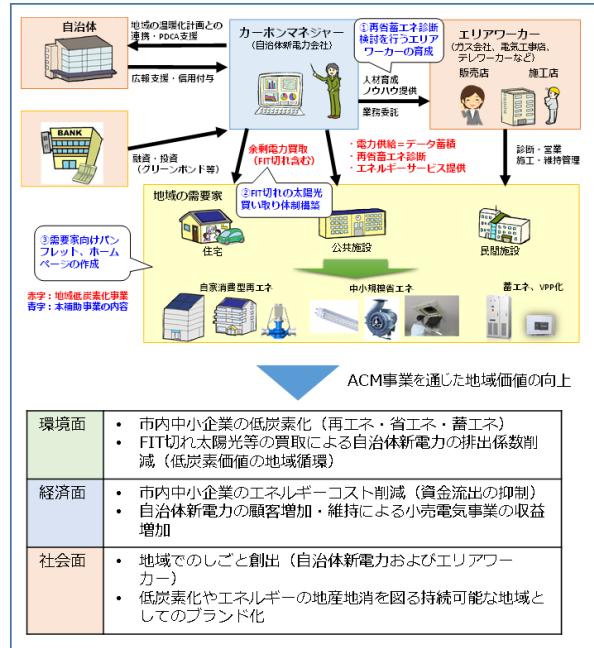 自治体
地域の温暖化計画との
連携・PDCA支援
広報支援・信用付与
カーボンマネジャー
(自治体新電力会社)
①再省蓄エネ診断
検討を行うエリア
ワーカーの育成
人材育成
ノウハウ提供
業務委託
エリアワーカー
(ガス会社、電気工事店、
テレワーカーなど)
販売店
施工店
BANK
融資・投資
(グリーンボンド等)
余剰電力買取
(FIT切れ含む)
・電力供給=データ蓄積
・再省蓄エネ診断
・エネルギーサービス提供
診断・営業
施工・維持管理
地域の需要家
②FIT切れの太陽光
買い取り体制構築
住宅
公共施設
民間施設
③需要家向けパン
フレット、ホーム
ページの作成
赤字:地域低炭素化事業
青字:本補助事業の内容
自家消費型再エネ
中小規模省エネ
蓄エネ、VPP化
ACM事業を通じた地域価値の向上
環境面
• 市内中小企業の低炭素化(再エネ・省エネ・蓄エネ)
• FIT切れ太陽光等の買取による自治体新電力の排出係数削
減(低炭素価値の地域循環)
経済面
• 市内中小企業のエネルギーコスト削減(資金流出の抑制)
• 自治体新電力の顧客増加・維持による小売電気事業の収益
増加
社会面
• 地域でのしごと創出(自治体新電力およびエリアワー
カー)
• 低炭素化やエネルギーの地産地消を図る持続可能な地域と
してのブランド化